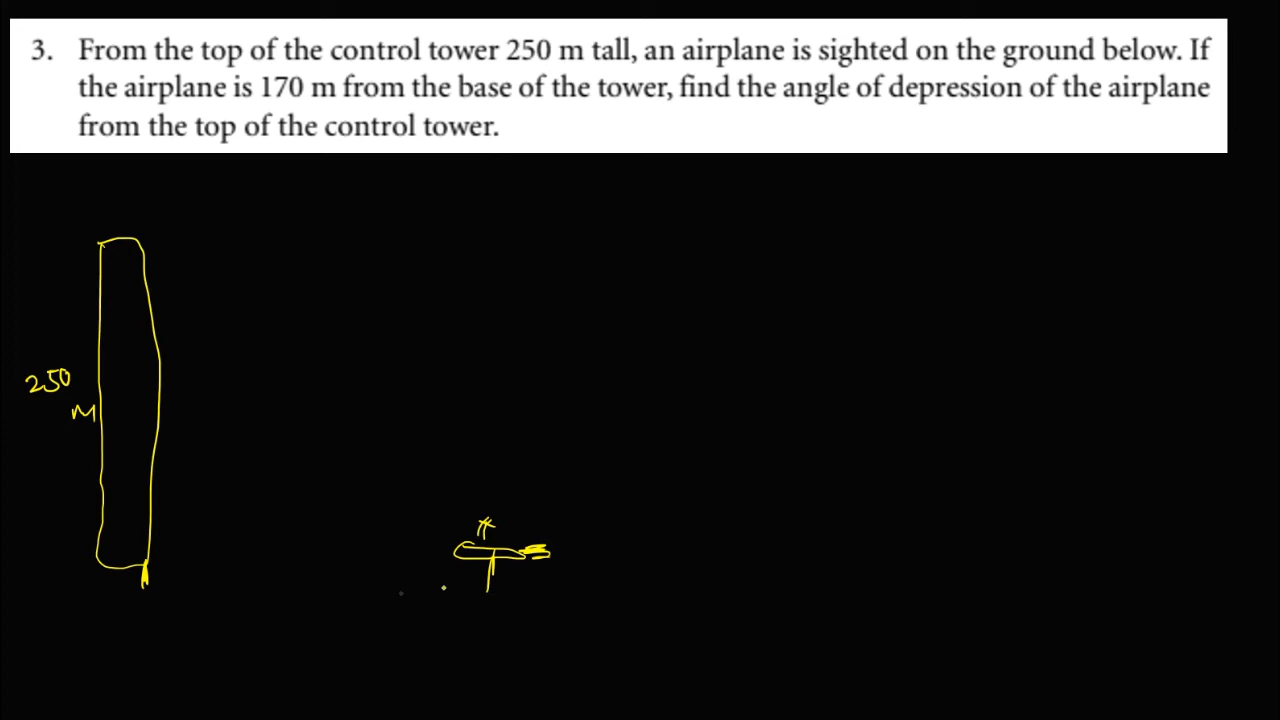 3. From the top of the control tower 250 m tall, an airplane is sighted on the ground below. If
the airplane is 170 m from the base of the tower, find the angle of depression of the airplane
from the top of the control tower.
250
M